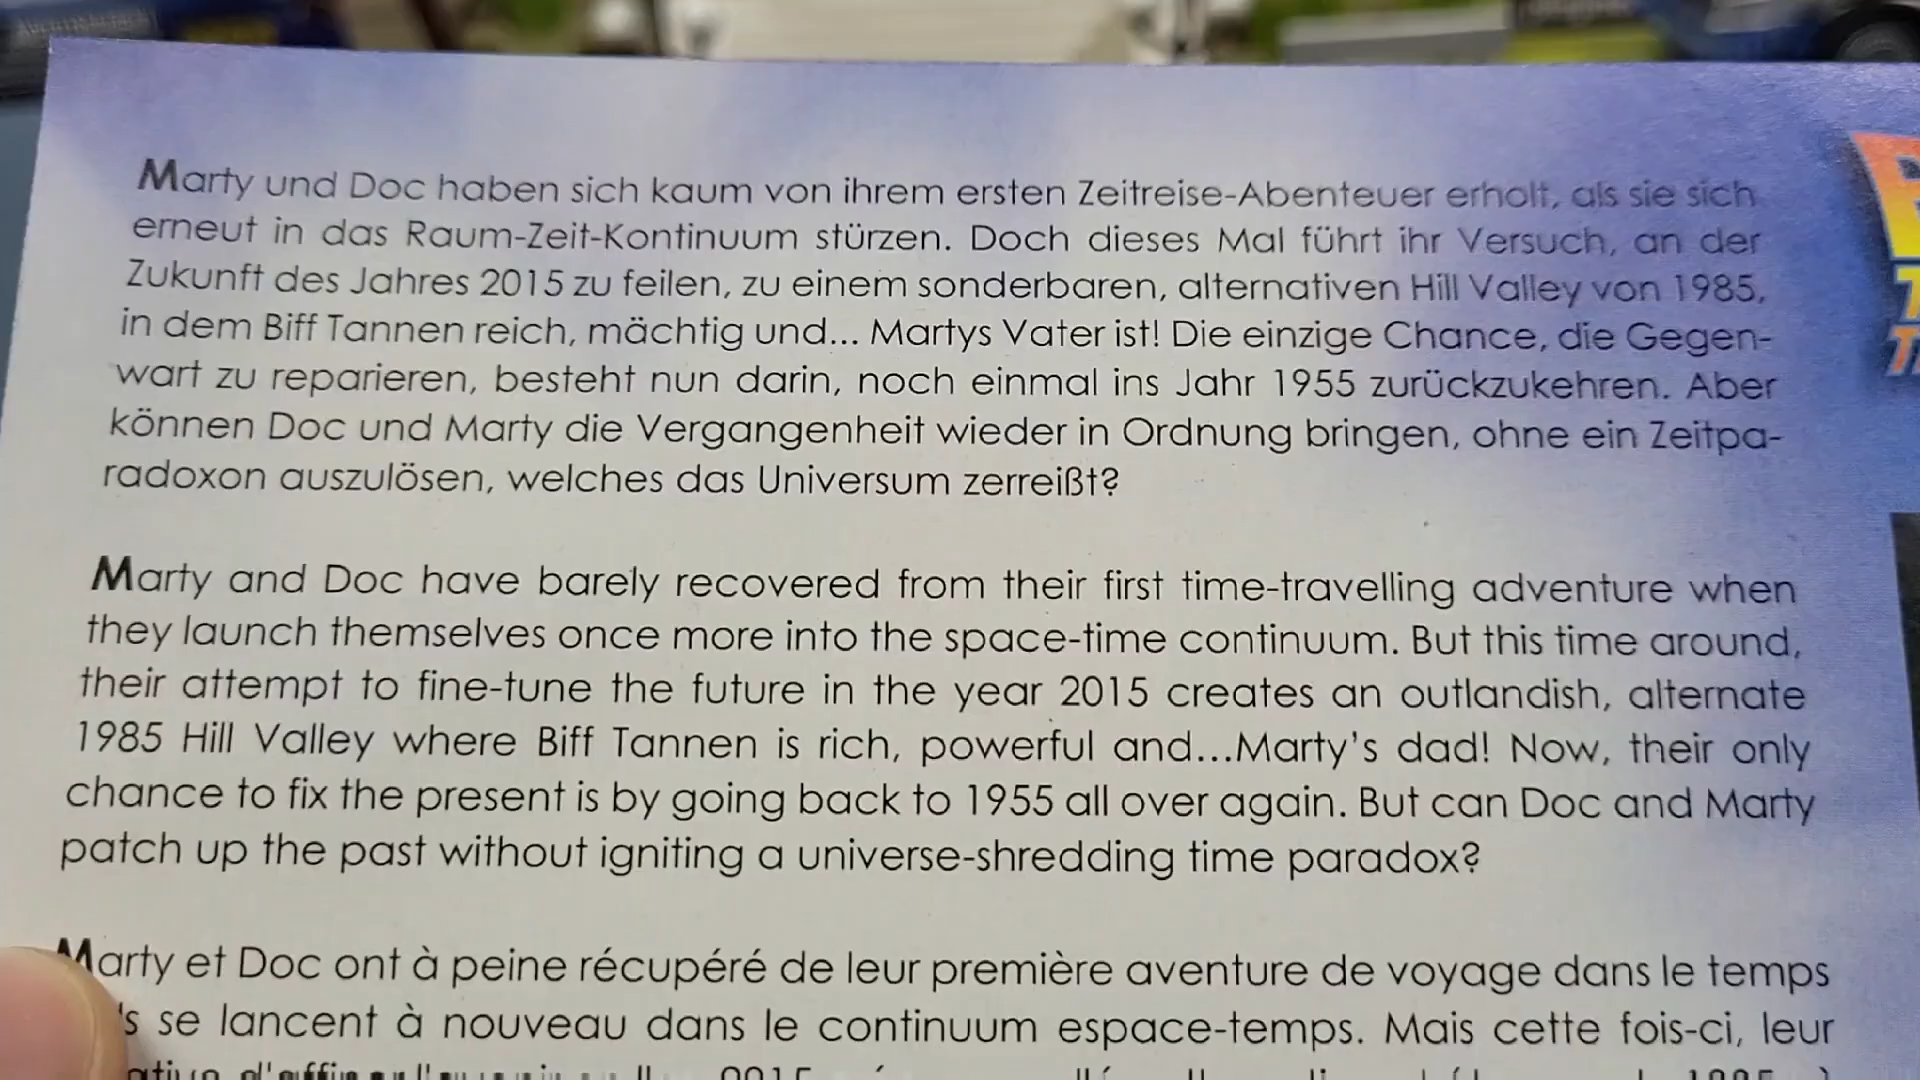 Marty und Doc haben sich kaum von ihrem ersten Zeitreise-Abenteuer erholt, als sie sich
erneut in das Raum-Zeit-Kontinuum stürzen. Doch dieses Mal führt ihr Versuch, an der
Zukunft des Jahres 2015 zu feilen, zu einem sonderbaren, alternativen Hill Valley von 1985,
in dem Biff Tannen reich, mächtig und... Martys Vater ist! Die einzige Chance, die Gegen-
wart zu reparieren, besteht nun darin, noch einmal ins Jahr 1955 zurückzukehren. Aber
können Doc und Marty die Vergangenheit wieder in Ordnung bringen, ohne ein Zeitpa-
radoxon auszulösen, welches das Universum zerreißt?
Marty and Doc have barely recovered from their first time-travelling adventure when
they launch themselves once more into the space-time continuum. But this time around,
their attempt to fine-tune the future in the year 2015 creates an outlandish, alternate
1985 Hill Valley where Biff Tannen is rich, powerful and...Marty's dad! Now, their only
chance to fix the present is by going back to 1955 all over again. But can Doc and Marty
patch up the past without igniting a universe-shredding time paradox?
Marty et Doc ont à peine récupéré de leur première aventure de voyage dans le temps
se lancent à nouveau dans le continuum espace-temps. Mais cette fois-ci, leur